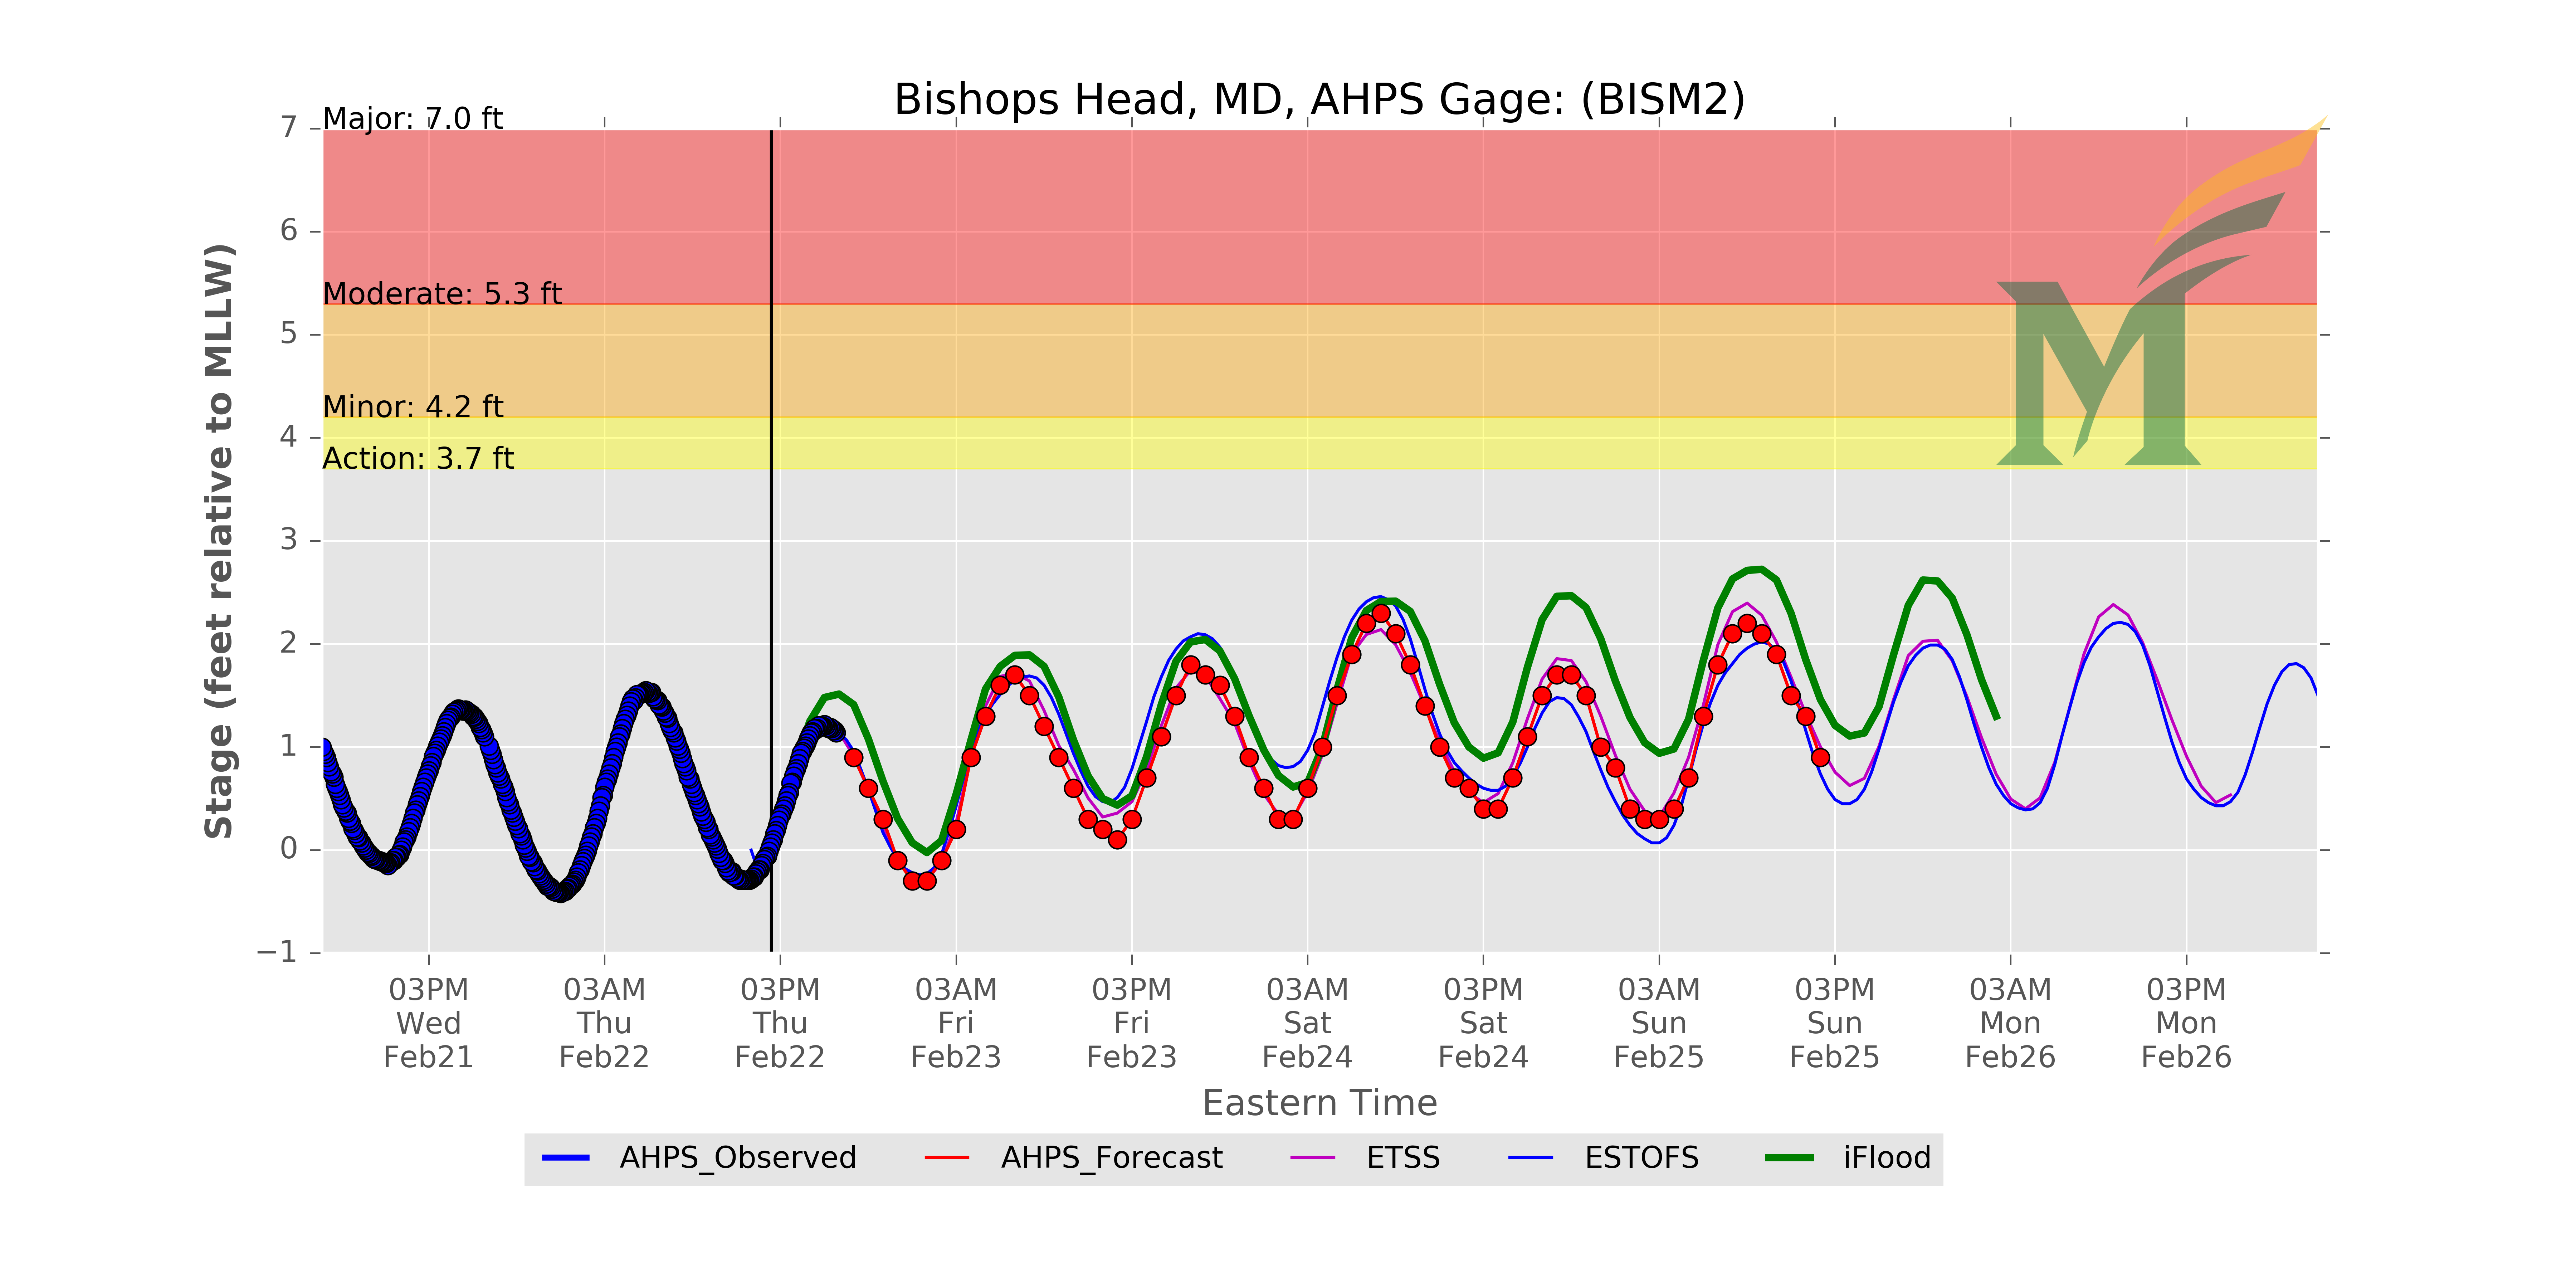 Bishops Head, MD, AHPS Gage: (BISM2)
Major: 7.0 ft
Moderate: 5.3 ft
Minor: 4.2 ft
Action: 3.7 ft
Stage (feet relative to MLLW)
7
6
5
4
3
2
1
0
−1
03PM Wed Feb21
03AM Thu Feb22
03PM Thu Feb22
03AM Fri Feb23
03PM Fri Feb23
03AM Sat Feb24
03PM Sat Feb24
03AM Sun Feb25
03PM Sun Feb25
03AM Mon Feb26
03PM Mon Feb26
Eastern Time
AHPS_Observed AHPS_Forecast ETSS ESTOFS iFlood
M